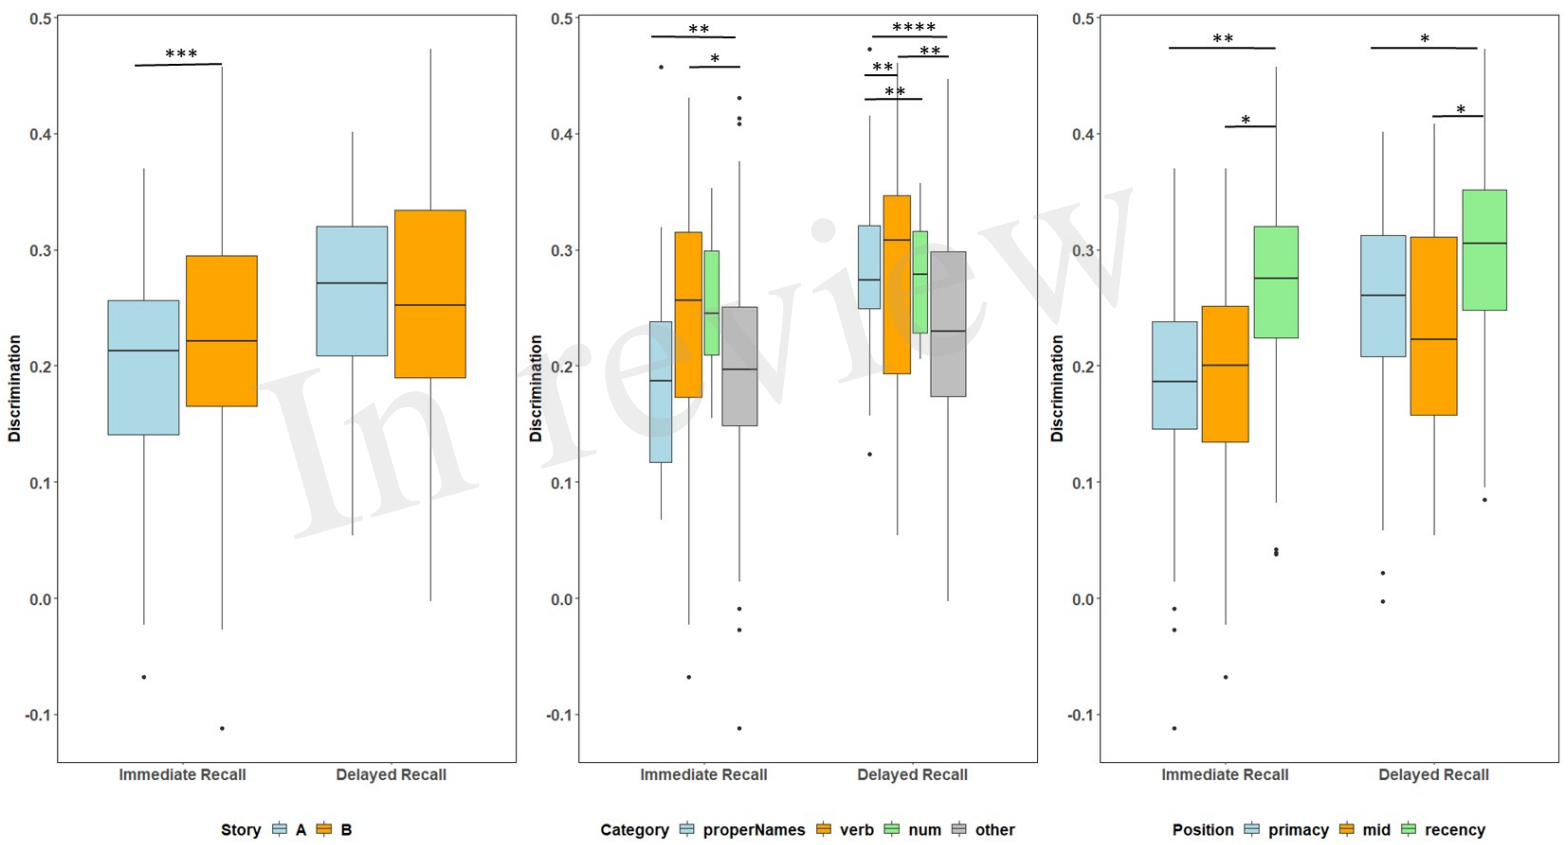 0.5
0.4
0.3
0.2
0.1
0.0
-0.1
Discrimination
***
Immediate Recall
Delayed Recall
Story A B
0.5
0.4
0.3
0.2
0.1
0.0
-0.1
Discrimination
**
*
****
**
**
**
Immediate Recall
Delayed Recall
Category properNames verb num other
0.5
0.4
0.3
0.2
0.1
0.0
-0.1
Discrimination
**
*
*
*
Immediate Recall
Delayed Recall
Position primacy mid recency
In review